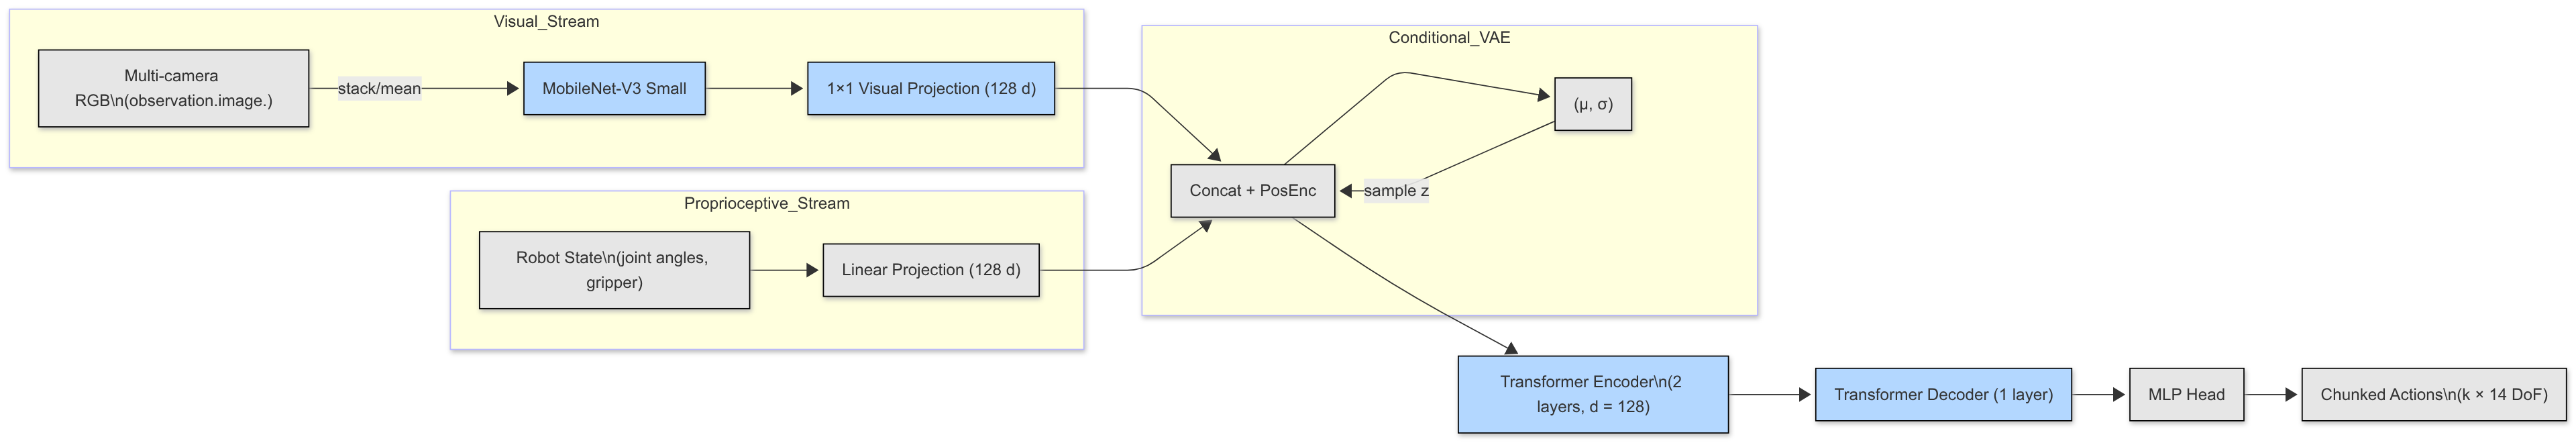 Visual_Stream
Multi-camera
RGB\n(observation.image.)
stack/mean
MobileNet-V3 Small
1×1 Visual Projection (128 d)
Proprioceptive_Stream
Robot State\n(joint angles,
gripper)
Linear Projection (128 d)
Conditional_VAE
(μ, σ)
Concat + PosEnc
sample z
Transformer Encoder\n(2
layers, d = 128)
Transformer Decoder (1 layer)
MLP Head
Chunked Actions\n(k × 14 DoF)